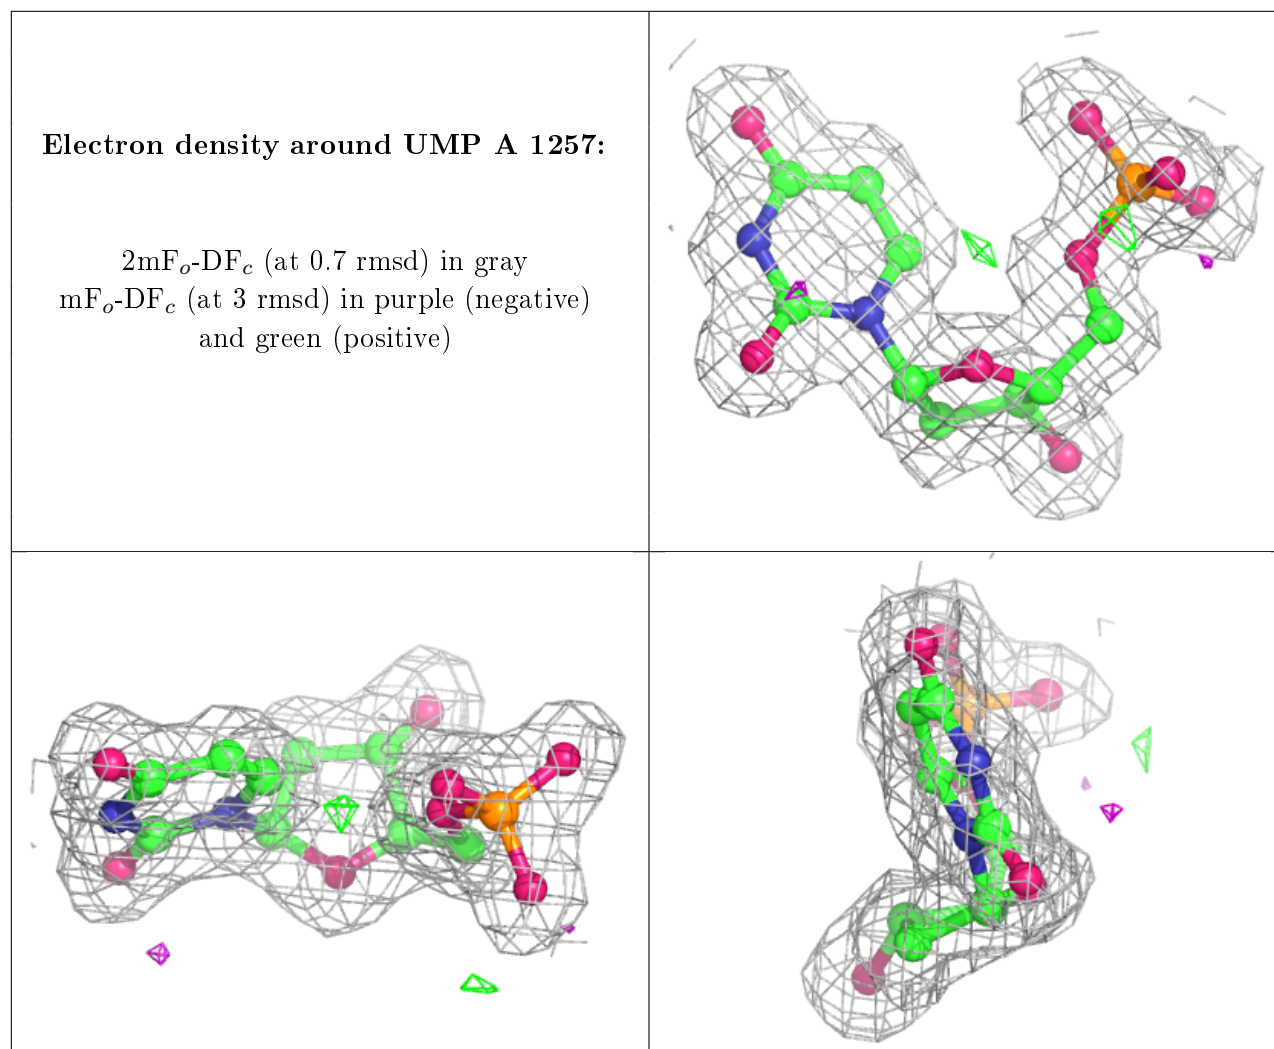 Electron density around UMP A 1257:
2mFo-DFc (at 0.7 rmsd) in gray
mFo-DFc (at 3 rmsd) in purple (negative)
and green (positive)